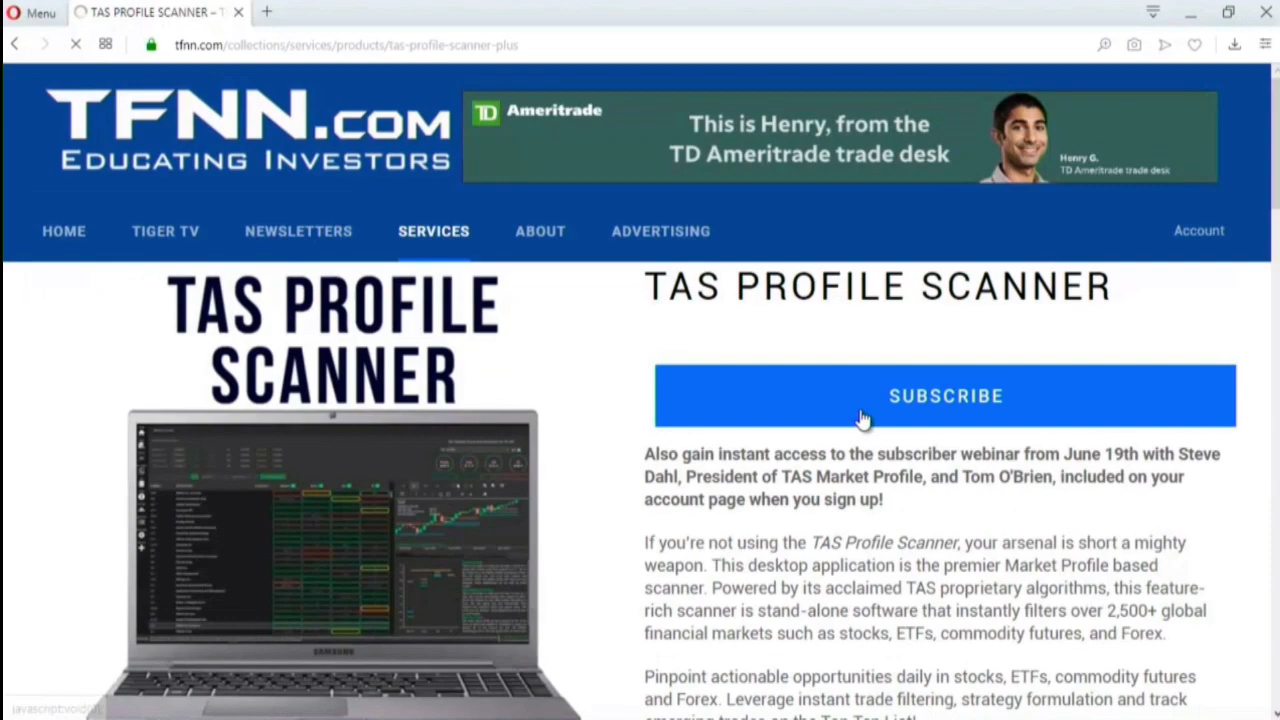 Menu
TAS PROFILE SCANNER –
tfnn.com/collections/services/products/tas-profile-scanner-plus
TFNN.COM
EDUCATING INVESTORS
TD Ameritrade
This is Henry, from the
TD Ameritrade trade desk
Henry G.
TD Ameritrade trade desk
HOME
TIGER TV
NEWSLETTERS
SERVICES
ABOUT
ADVERTISING
Account
TAS PROFILE
SCANNER
SAMSUNG
TAS PROFILE SCANNER
SUBSCRIBE
Also gain instant access to the subscriber webinar from June 19th with Steve
Dahl, President of TAS Market Profile, and Tom O'Brien, included on your
account page when you sign up!
If you're not using the TAS Profile Scanner, your arsenal is short a mighty
weapon. This desktop application is the premier Market Profile based
scanner. Powered by its acclaimed TAS proprietary algorithms, this feature-
rich scanner is stand-alone software that instantly filters over 2,500+ global
financial markets such as stocks, ETFs, commodity futures, and Forex.
Pinpoint actionable opportunities daily in stocks, ETFs, commodity futures
and Forex. Leverage instant trade filtering, strategy formulation and track
emerging trades on the Top Ten List!